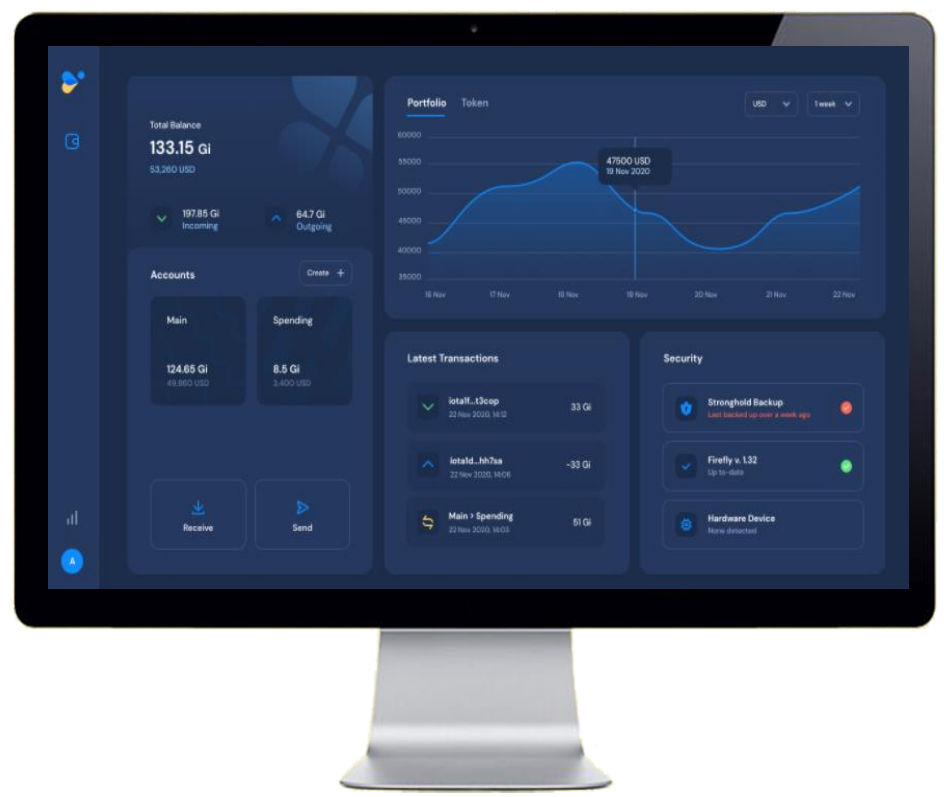 Total Balance
133.15 Gi
53,260 USD
197.85 Gi
Incoming
64.7 Gi
Outgoing
Accounts
Create +
Main
124.65 Gi
49,860 USD
Spending
8.5 Gi
3,400 USD
Receive
Send
A
Portfolio Token
USD
1 week
60000
55000
50000
45000
40000
35000
47500 USD
19 Nov 2020
16 Nov 17 Nov 18 Nov 19 Nov 20 Nov 21 Nov 22 Nov
Latest Transactions
iota1f...t3cop
22 Nov 2020, 14:12
33 Gi
iota1d...hh7sa
22 Nov 2020, 14:06
-33 Gi
Main > Spending
22 Nov 2020, 14:03
51 Gi
Security
Stronghold Backup
Last backed up over a week ago
Firefly v. 1.32
Up to-date
Hardware Device
None detected